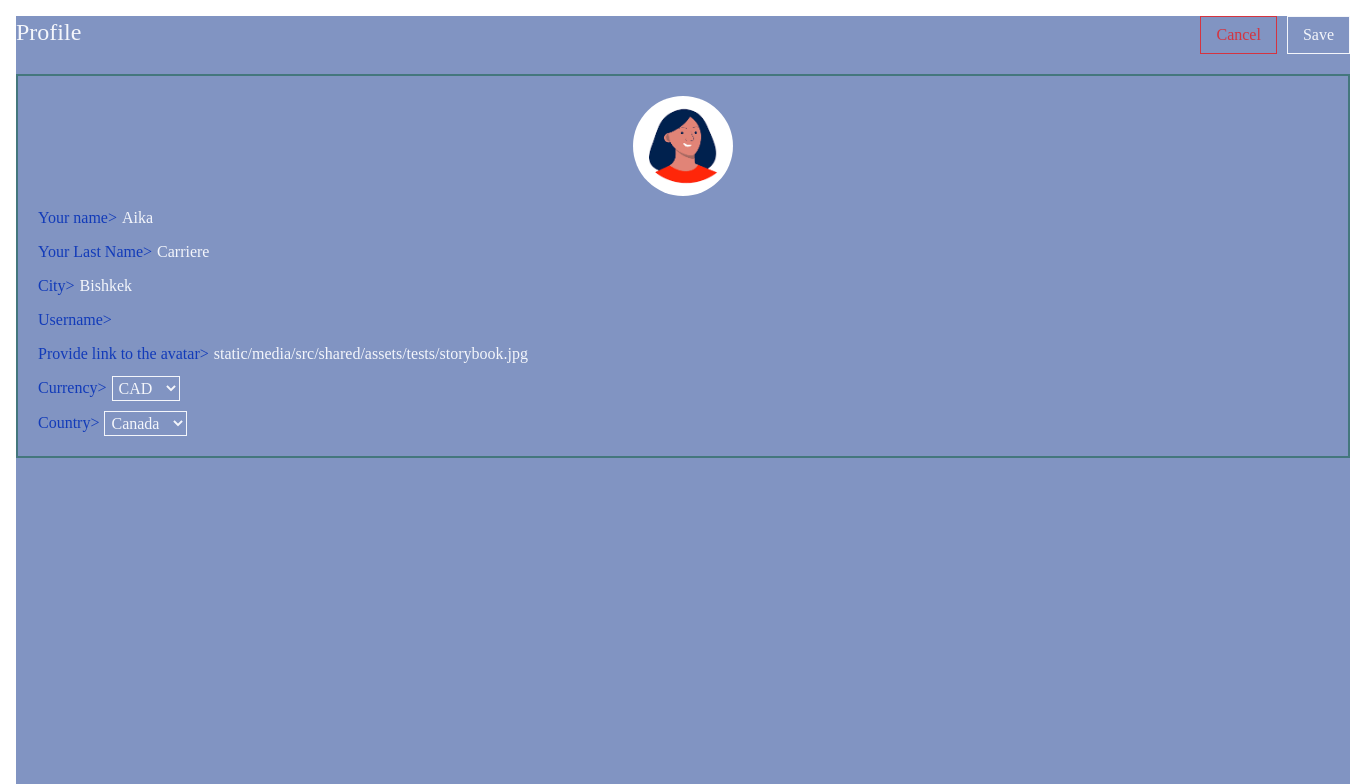 Profile Cancel Save
Your name> Aika
Your Last Name> Carriere
City> Bishkek
Username>
Provide link to the avatar> static/media/src/shared/assets/tests/storybook.jpg
Currency> CAD
Country> Canada